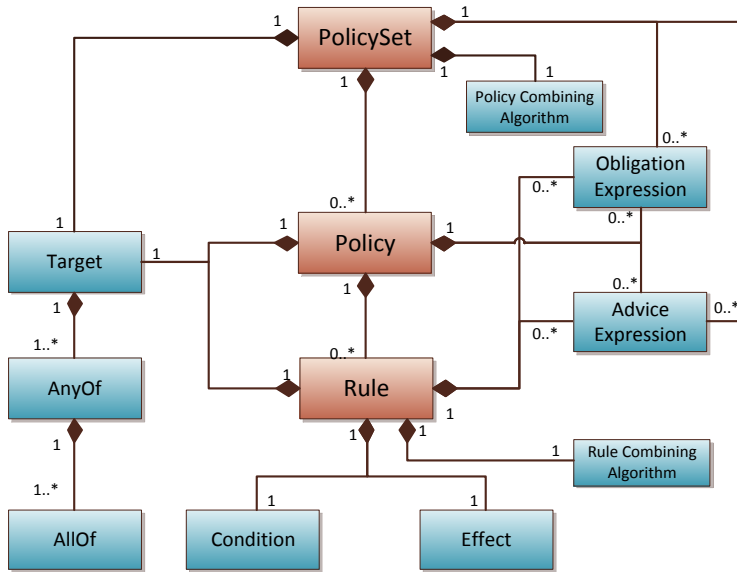 1
1
1
PolicySet
1
1
1
Policy Combining
Algorithm
0..*
Obligation
Expression
0..*
0..*
0..*
1
1
Policy
1
1
Target
1
1
0..*
Advice
Expression
0..*
0..*
1..*
0..*
AnyOf
1
Rule
1
1
1
1
1
Rule Combining
Algorithm
1..*
1
1
AllOf
Condition
Effect